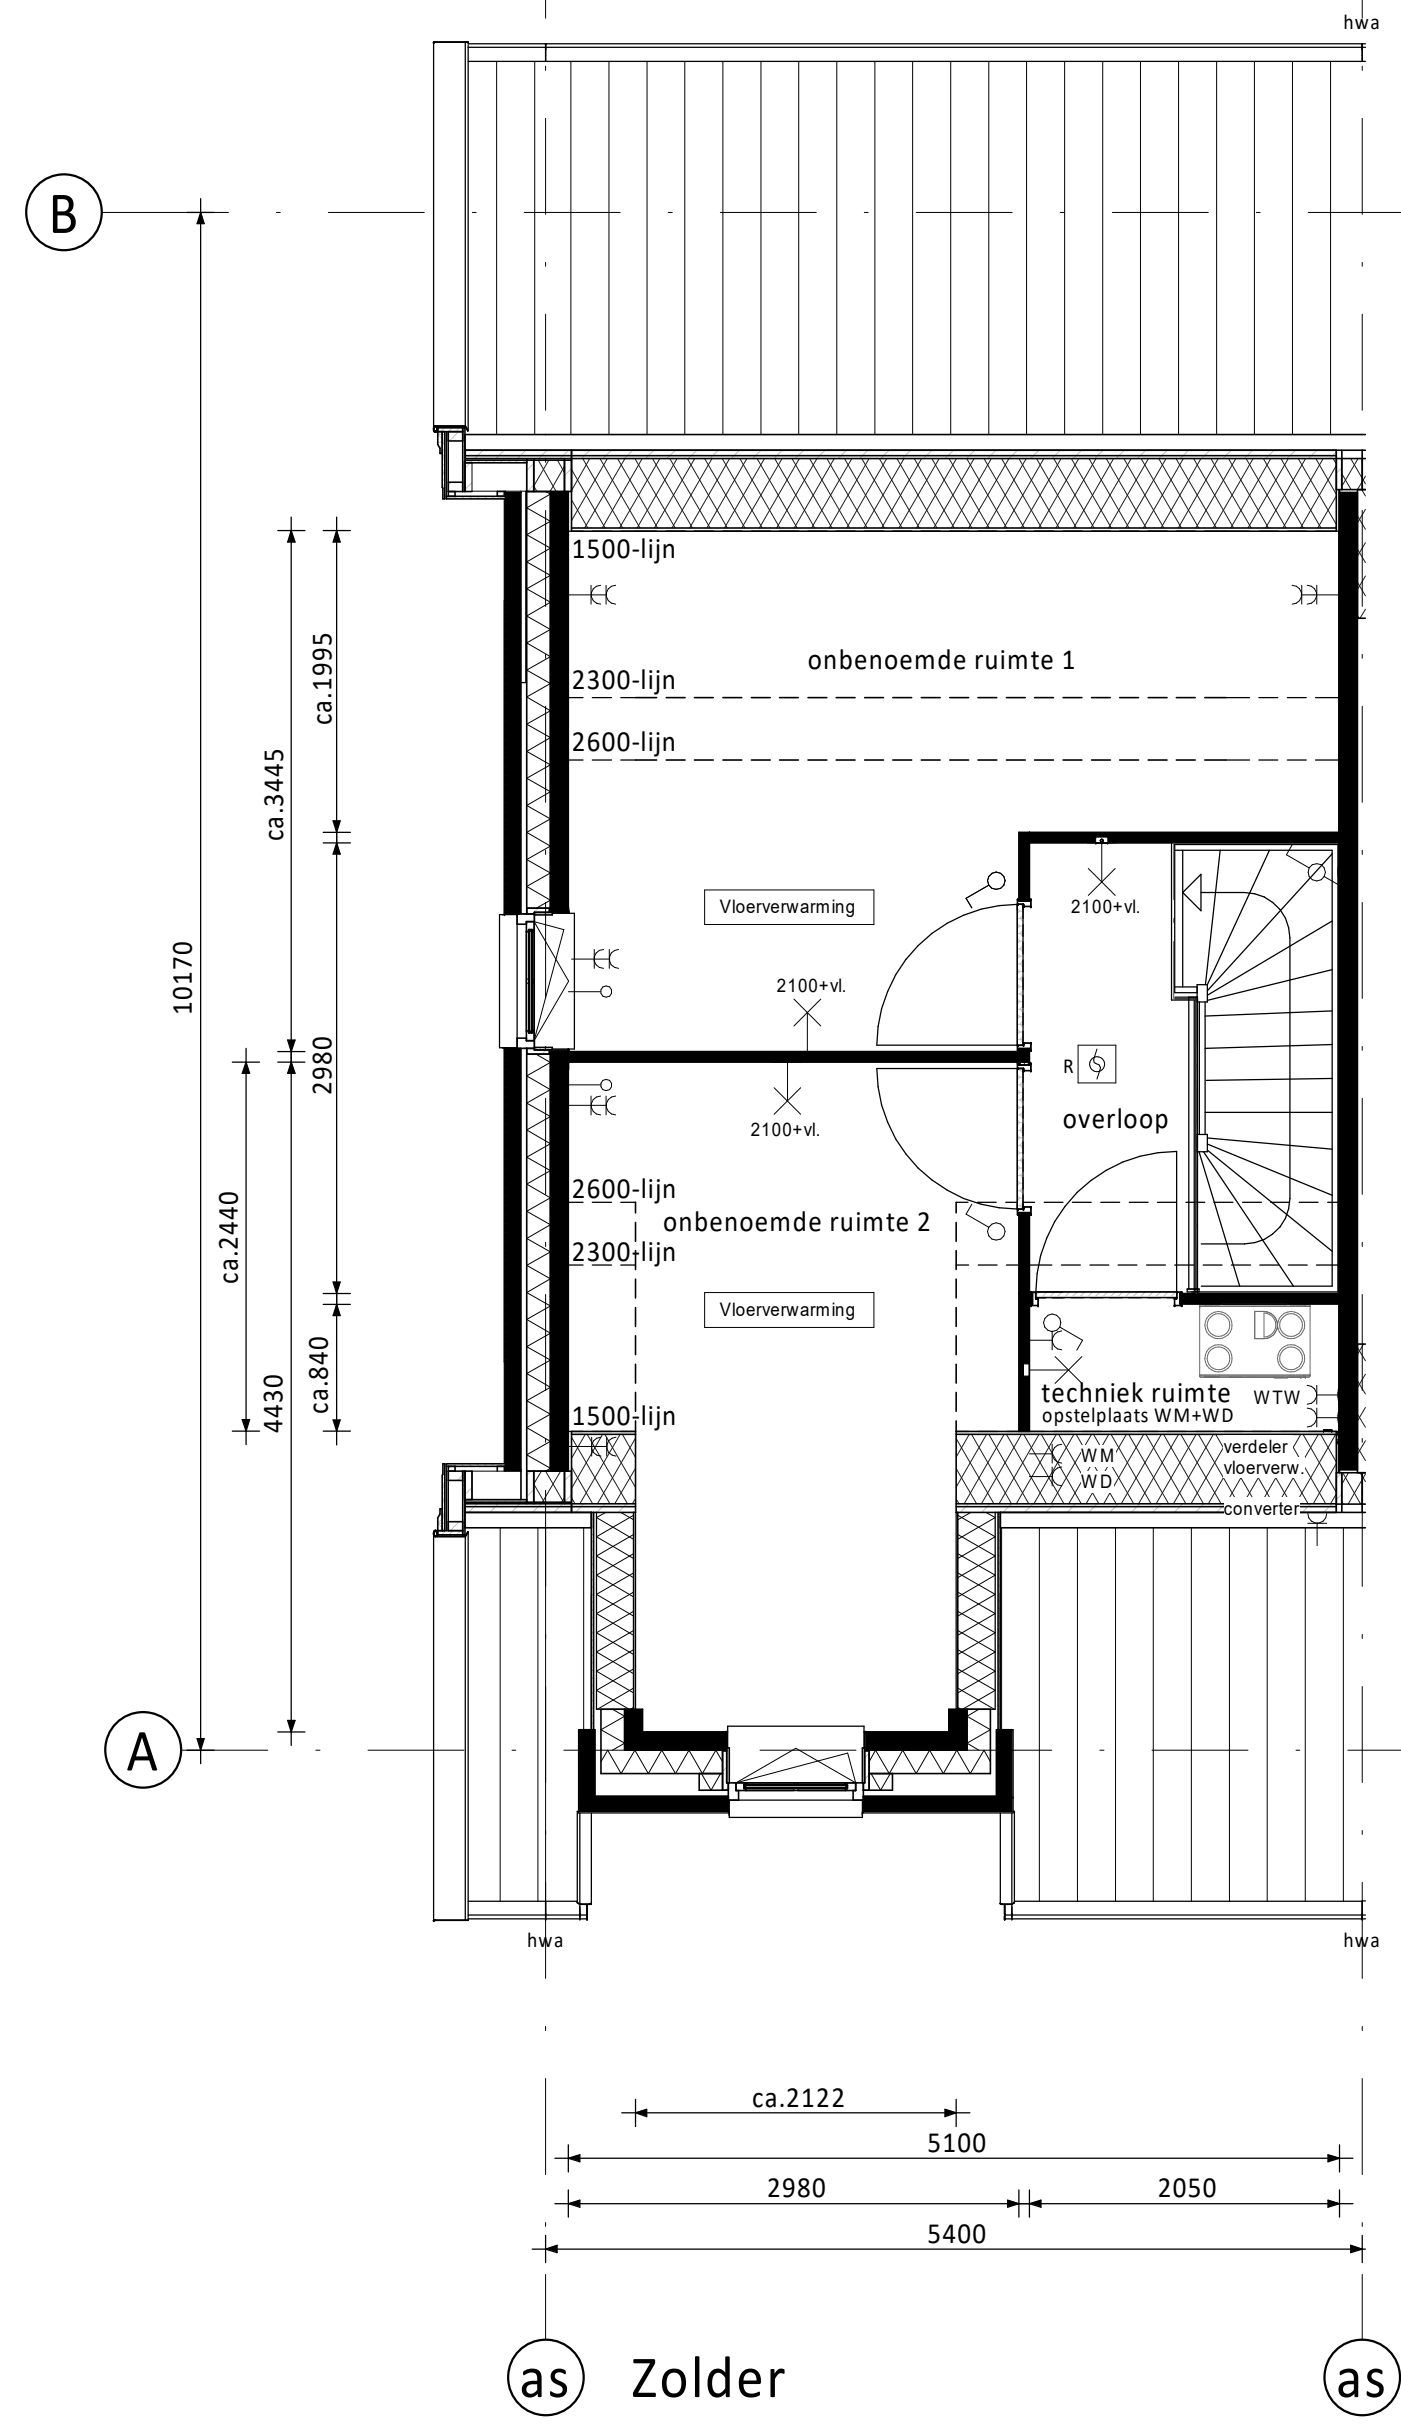 hwa
B
1500-lijn
onbenoemde ruimte 1
2300-lijn
2600-lijn
ca.1995
ca.3445
10170
Vloerverwarming
2100+vl.
2100+vl.
2980
R
overloop
2100+vl.
2600-lijn
onbenoemde ruimte 2
2300-lijn
ca.2440
Vloerverwarming
ca.840
4430
techniek ruimte
WTW
opstelplaats WM+WD
1500-lijn
WM
WD
verdeler
vloerverw.
converter
A
hwa
hwa
ca.2122
5100
2980
2050
5400
as
Zolder
as